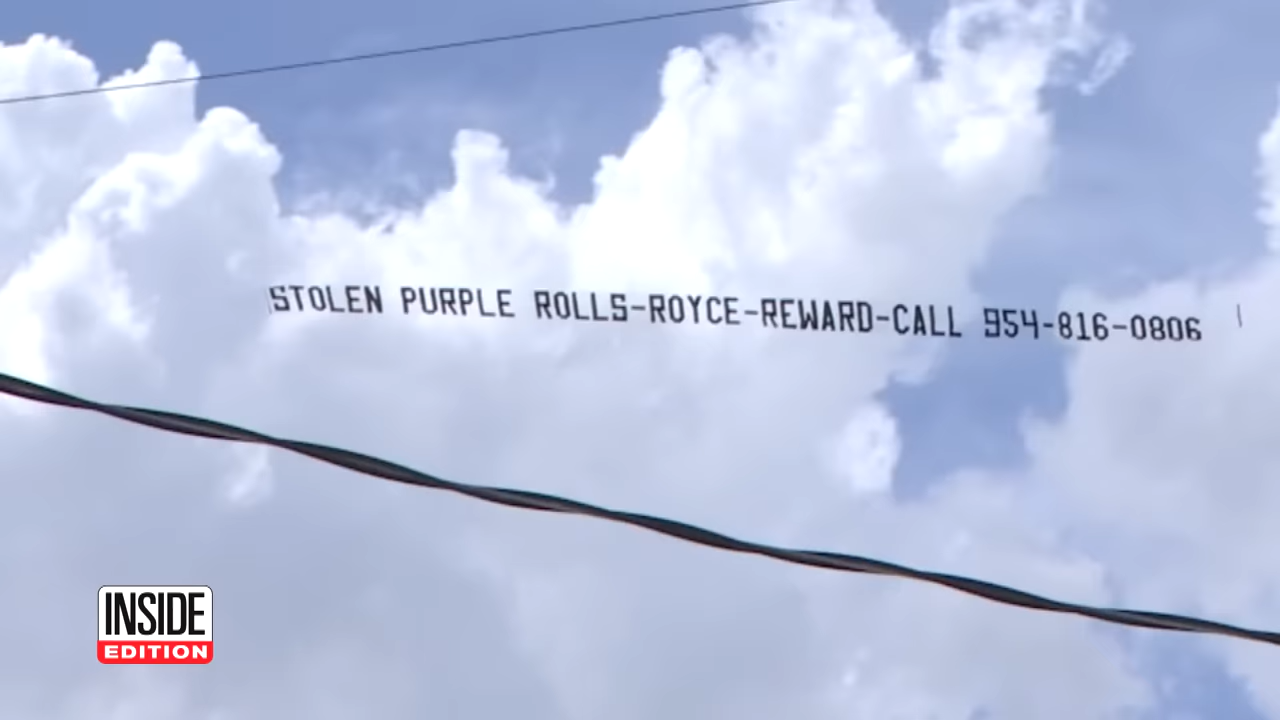 STOLEN PURPLE ROLLS-ROYCE-REWARD-CALL 954-816-0806
INSIDE
EDITION